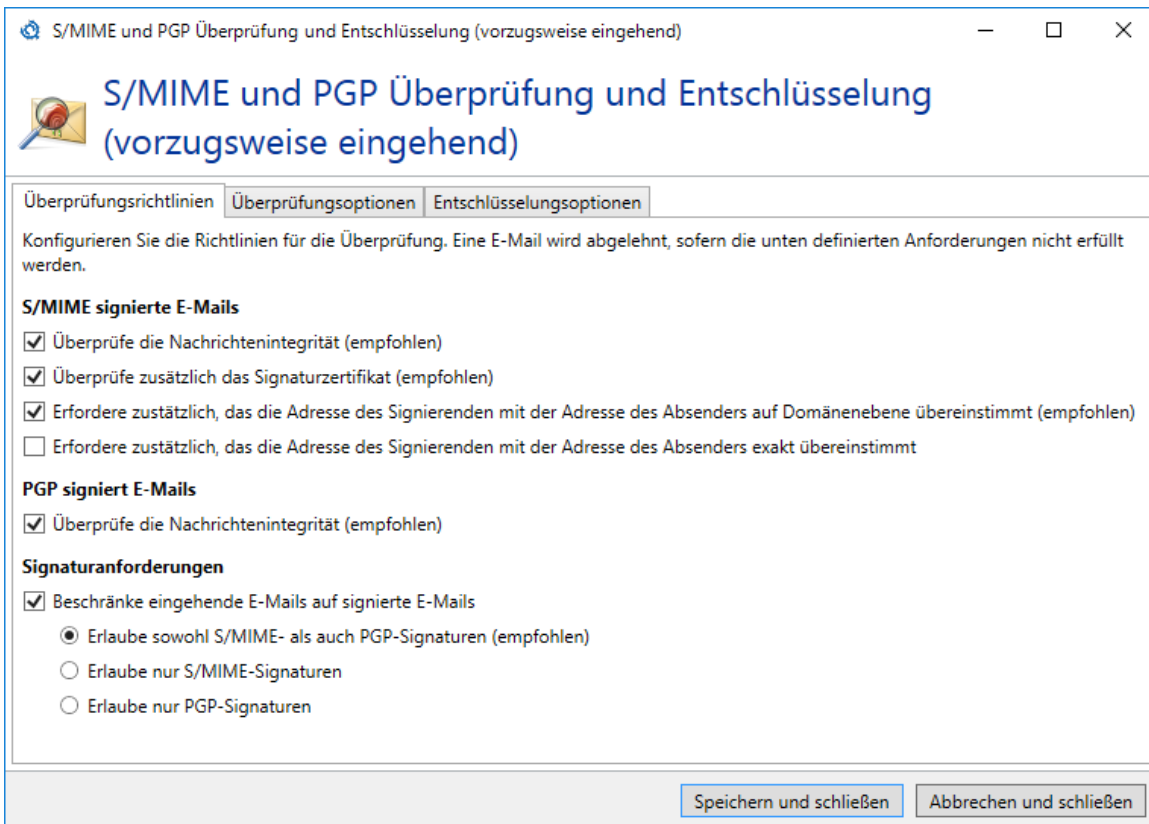 S/MIME und PGP Überprüfung und Entschlüsselung (vorzugsweise eingehend)
S/MIME und PGP Überprüfung und Entschlüsselung
(vorzugsweise eingehend)
Überprüfungsrichtlinien Überprüfungsoptionen Entschlüsselungsoptionen
Konfigurieren Sie die Richtlinien für die Überprüfung. Eine E-Mail wird abgelehnt, sofern die unten definierten Anforderungen nicht erfüllt
werden.
S/MIME signierte E-Mails
Überprüfe die Nachrichtenintegrität (empfohlen)
Überprüfe zusätzlich das Signaturzertifikat (empfohlen)
Erfordere zustätzlich, das die Adresse des Signierenden mit der Adresse des Absenders auf Domänenebene übereinstimmt (empfohlen)
Erfordere zustätzlich, das die Adresse des Signierenden mit der Adresse des Absenders exakt übereinstimmt
PGP signiert E-Mails
Überprüfe die Nachrichtenintegrität (empfohlen)
Signaturanforderungen
Beschränke eingehende E-Mails auf signierte E-Mails
Erlaube sowohl S/MIME- als auch PGP-Signaturen (empfohlen)
Erlaube nur S/MIME-Signaturen
Erlaube nur PGP-Signaturen
Speichern und schließen Abbrechen und schließen